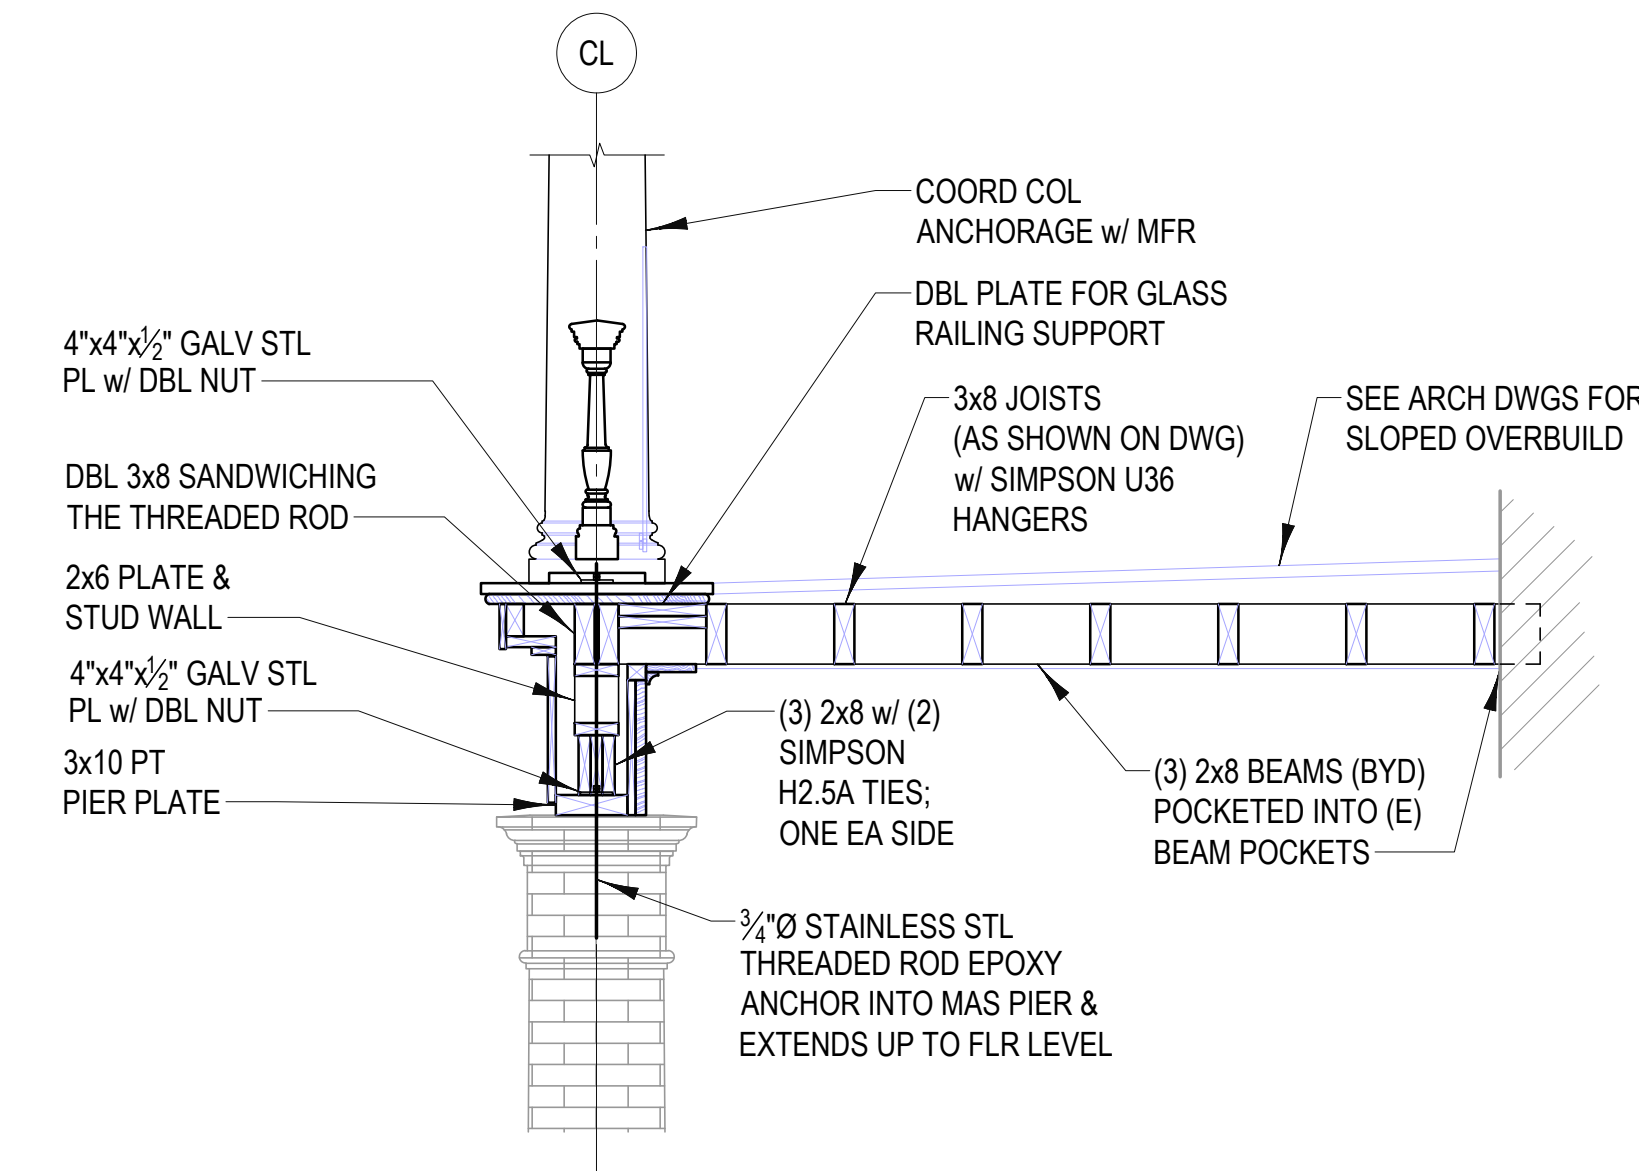 CL
COORD COL
ANCHORAGE w/ MFR
DBL PLATE FOR GLASS
RAILING SUPPORT
4"x4"x½" GALV STL
PL w/ DBL NUT
3x8 JOISTS
(AS SHOWN ON DWG)
w/ SIMPSON U36
HANGERS
SEE ARCH DWGS FOR
SLOPED OVERBUILD
DBL 3x8 SANDWICHING
THE THREADED ROD
2x6 PLATE &
STUD WALL
4"x4"x½" GALV STL
PL w/ DBL NUT
3x10 PT
PIER PLATE
(3) 2x8 w/ (2)
SIMPSON
H2.5A TIES;
ONE EA SIDE
(3) 2x8 BEAMS (BYD)
POCKETED INTO (E)
BEAM POCKETS
¾"Ø STAINLESS STL
THREADED ROD EPOXY
ANCHOR INTO MAS PIER &
EXTENDS UP TO FLR LEVEL